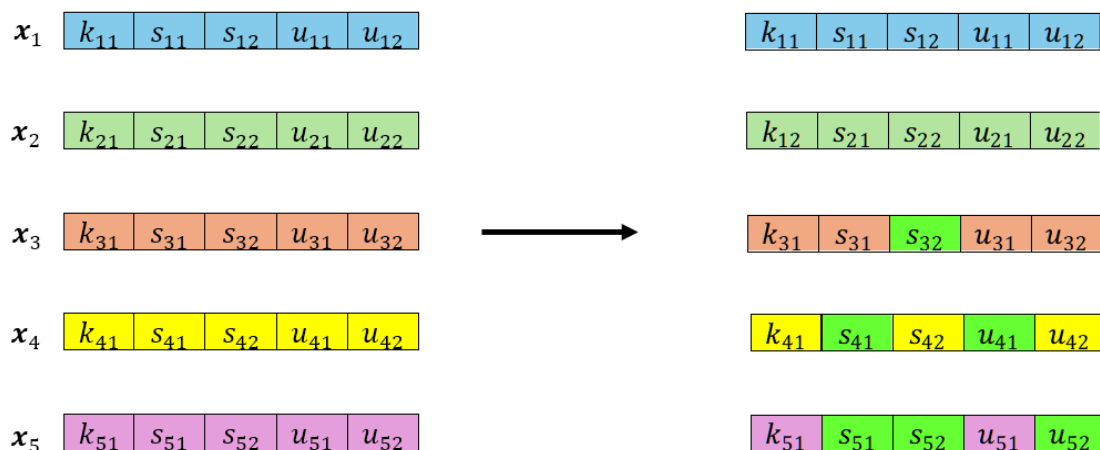 𝒙₁ k₁₁ s₁₁ s₁₂ u₁₁ u₁₂ k₁₁ s₁₁ s₁₂ u₁₁ u₁₂
𝒙₂ k₂₁ s₂₁ s₂₂ u₂₁ u₂₂ k₁₂ s₂₁ s₂₂ u₂₁ u₂₂
𝒙₃ k₃₁ s₃₁ s₃₂ u₃₁ u₃₂ k₃₁ s₃₁ s₃₂ u₃₁ u₃₂
𝒙₄ k₄₁ s₄₁ s₄₂ u₄₁ u₄₂ k₄₁ s₄₁ s₄₂ u₄₁ u₄₂
𝒙₅ k₅₁ s₅₁ s₅₂ u₅₁ u₅₂ k₅₁ s₅₁ s₅₂ u₅₁ u₅₂